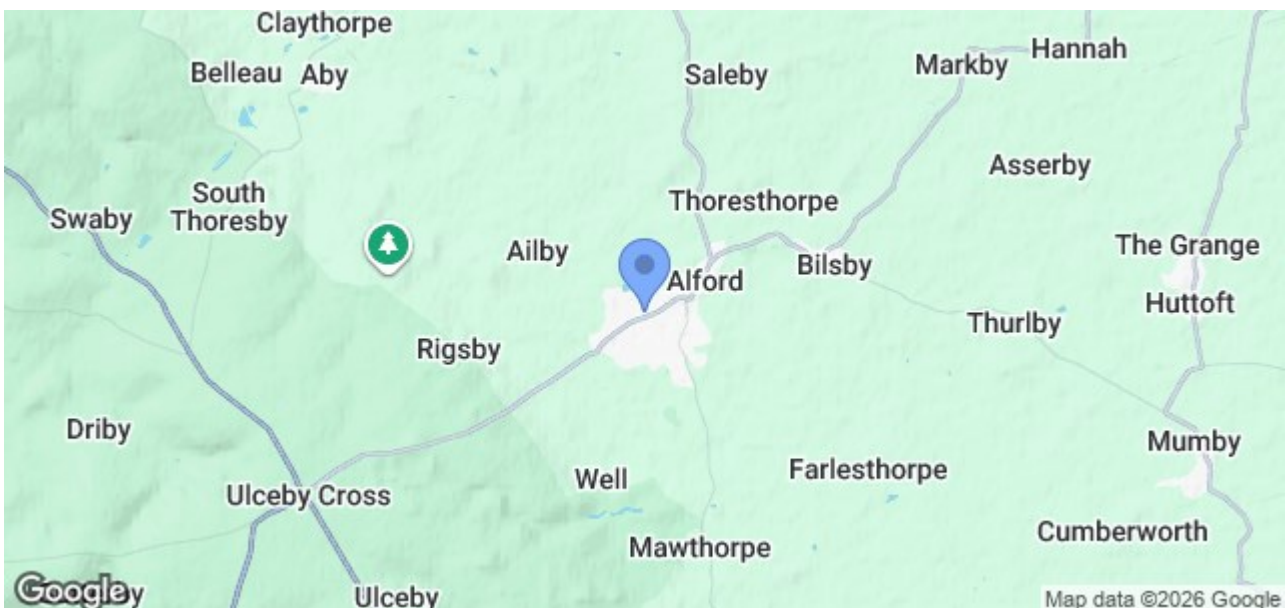 Claythorpe
Hannah
Markby
Belleau
Aby
Saleby
Asserby
South
Thoresby
Thoresthorpe
Swaby
Ailby
The Grange
Bilsby
Alford
Huttoft
Thurlby
Rigsby
Driby
Mumby
Farlesthorpe
Well
Ulceby Cross
Cumberworth
Mawthorpe
Google
Ulceby
Map data ©2026 Google